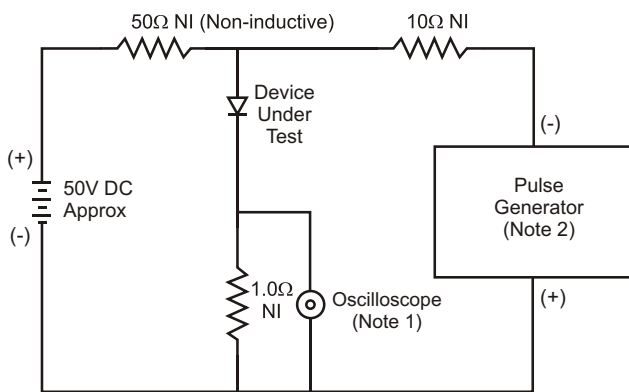 50Ω NI (Non-inductive)
10Ω NI
Device
Under
Test
(-)
(+)
50V DC
Approx
(-)
Pulse
Generator
(Note 2)
1.0Ω
NI
Oscilloscope
(Note 1)
(+)